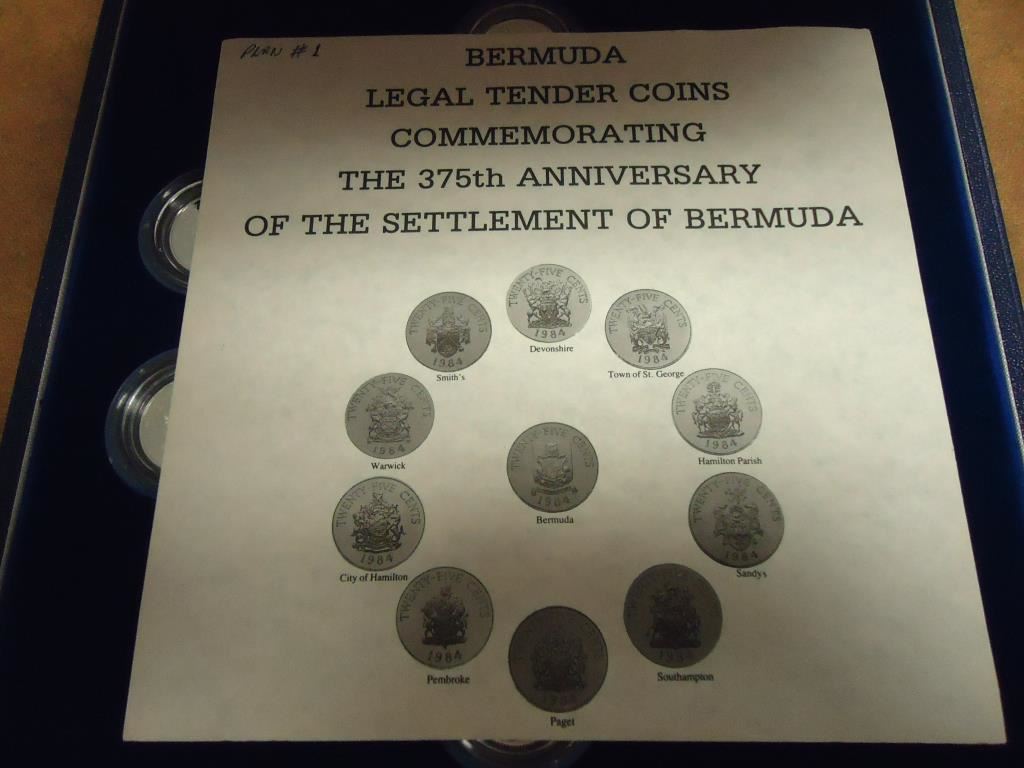 PLAN #1
BERMUDA
LEGAL TENDER COINS
COMMEMORATING
THE 375th ANNIVERSARY
OF THE SETTLEMENT OF BERMUDA
TWENTY-FIVE CENTS
1984
Devonshire
TWENTY-FIVE CENTS
1984
Smith's
TWENTY-FIVE CENTS
1984
Town of St. George
TWENTY-FIVE CENTS
1984
Warwick
TWENTY-FIVE CENTS
1984
Hamilton Parish
TWENTY-FIVE CENTS
1984
Bermuda
TWENTY-FIVE CENTS
1984
City of Hamilton
TWENTY-FIVE CENTS
1984
Sandys
TWENTY-FIVE CENTS
1984
Pembroke
Southampton
Paget